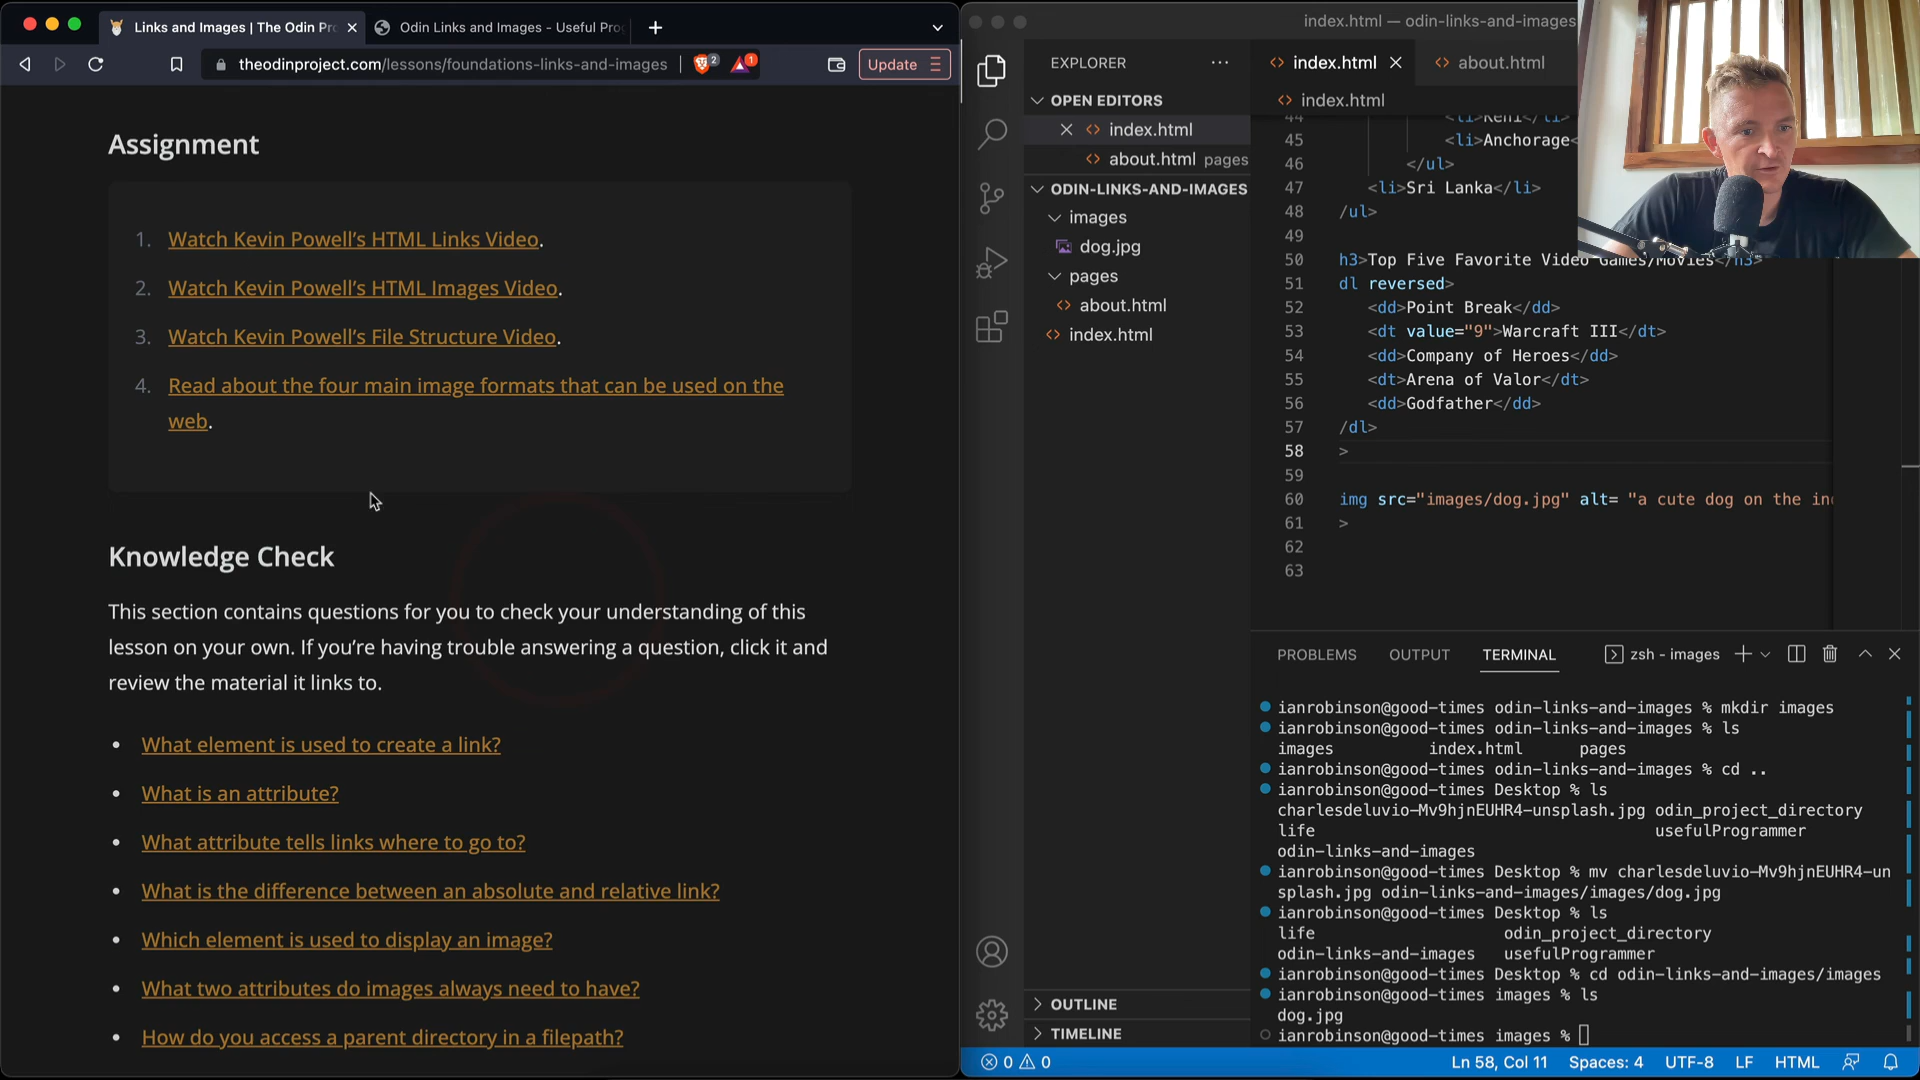 Links and Images | The Odin Pr
Odin Links and Images - Useful Pro
theodinproject.com/lessons/foundations-links-and-images
2
1
Update
Assignment
1. Watch Kevin Powell's HTML Links Video.
2. Watch Kevin Powell's HTML Images Video.
3. Watch Kevin Powell's File Structure Video.
4. Read about the four main image formats that can be used on the
web.
Knowledge Check
This section contains questions for you to check your understanding of this
lesson on your own. If you're having trouble answering a question, click it and
review the material it links to.
• What element is used to create a link?
• What is an attribute?
• What attribute tells links where to go to?
• What is the difference between an absolute and relative link?
• Which element is used to display an image?
• What two attributes do images always need to have?
• How do you access a parent directory in a filepath?
index.html — odin-links-and-images
EXPLORER
OPEN EDITORS
index.html
about.html pages
ODIN-LINKS-AND-IMAGES
images
dog.jpg
pages
about.html
index.html
OUTLINE
TIMELINE
index.html
about.html
index.html
44 <li>Keni</li>
45 <li>Anchorage<
46 </ul>
47 <li>Sri Lanka</li>
48 /ul>
49
50 h3>Top Five Favorite Video Games/Movies</h3>
51 dl reversed>
52 <dd>Point Break</dd>
53 <dt value="9">Warcraft III</dt>
54 <dd>Company of Heroes</dd>
55 <dt>Arena of Valor</dt>
56 <dd>Godfather</dd>
57 /dl>
58 >
59
60 img src="images/dog.jpg" alt= "a cute dog on the
61 >
62
63
PROBLEMS OUTPUT TERMINAL
zsh - images
ianrobinson@good-times odin-links-and-images % mkdir images
ianrobinson@good-times odin-links-and-images % ls
images index.html pages
ianrobinson@good-times odin-links-and-images % cd ..
ianrobinson@good-times Desktop % ls
charlesdeluvio-Mv9hjnEUHR4-unsplash.jpg odin_project_directory
life usefulProgrammer
odin-links-and-images
ianrobinson@good-times Desktop % mv charlesdeluvio-Mv9hjnEUHR4-un
splash.jpg odin-links-and-images/images/dog.jpg
ianrobinson@good-times Desktop % ls
life odin_project_directory
odin-links-and-images usefulProgrammer
ianrobinson@good-times Desktop % cd odin-links-and-images/images
ianrobinson@good-times images % ls
dog.jpg
ianrobinson@good-times images %
0 0
Ln 58, Col 11 Spaces: 4 UTF-8 LF HTML